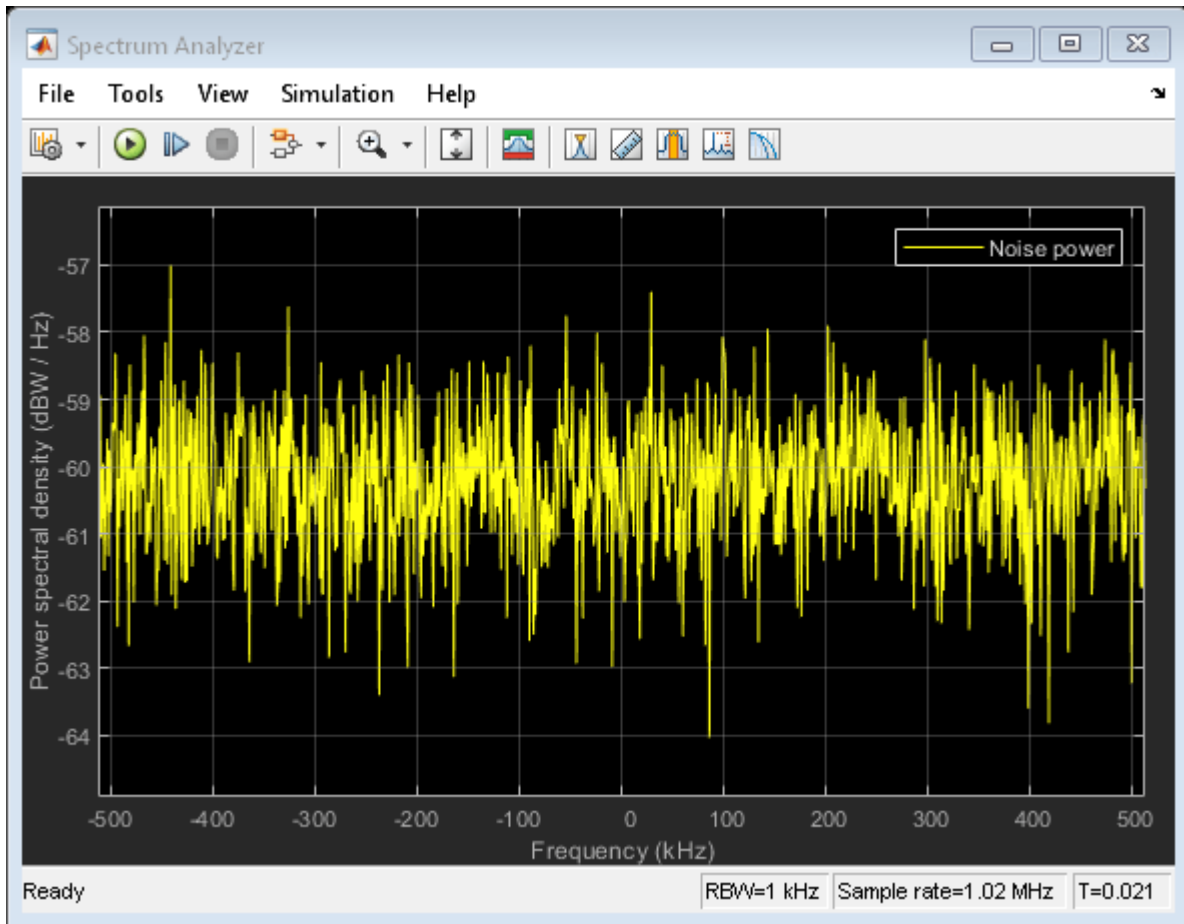 Spectrum Analyzer
File Tools View Simulation Help
Noise power
-57
-58
-59
-60
-61
-62
-63
-64
Power spectral density (dBW / Hz)
-500 -400 -300 -200 -100 0 100 200 300 400 500
Frequency (kHz)
Ready RBW=1 kHz Sample rate=1.02 MHz T=0.021